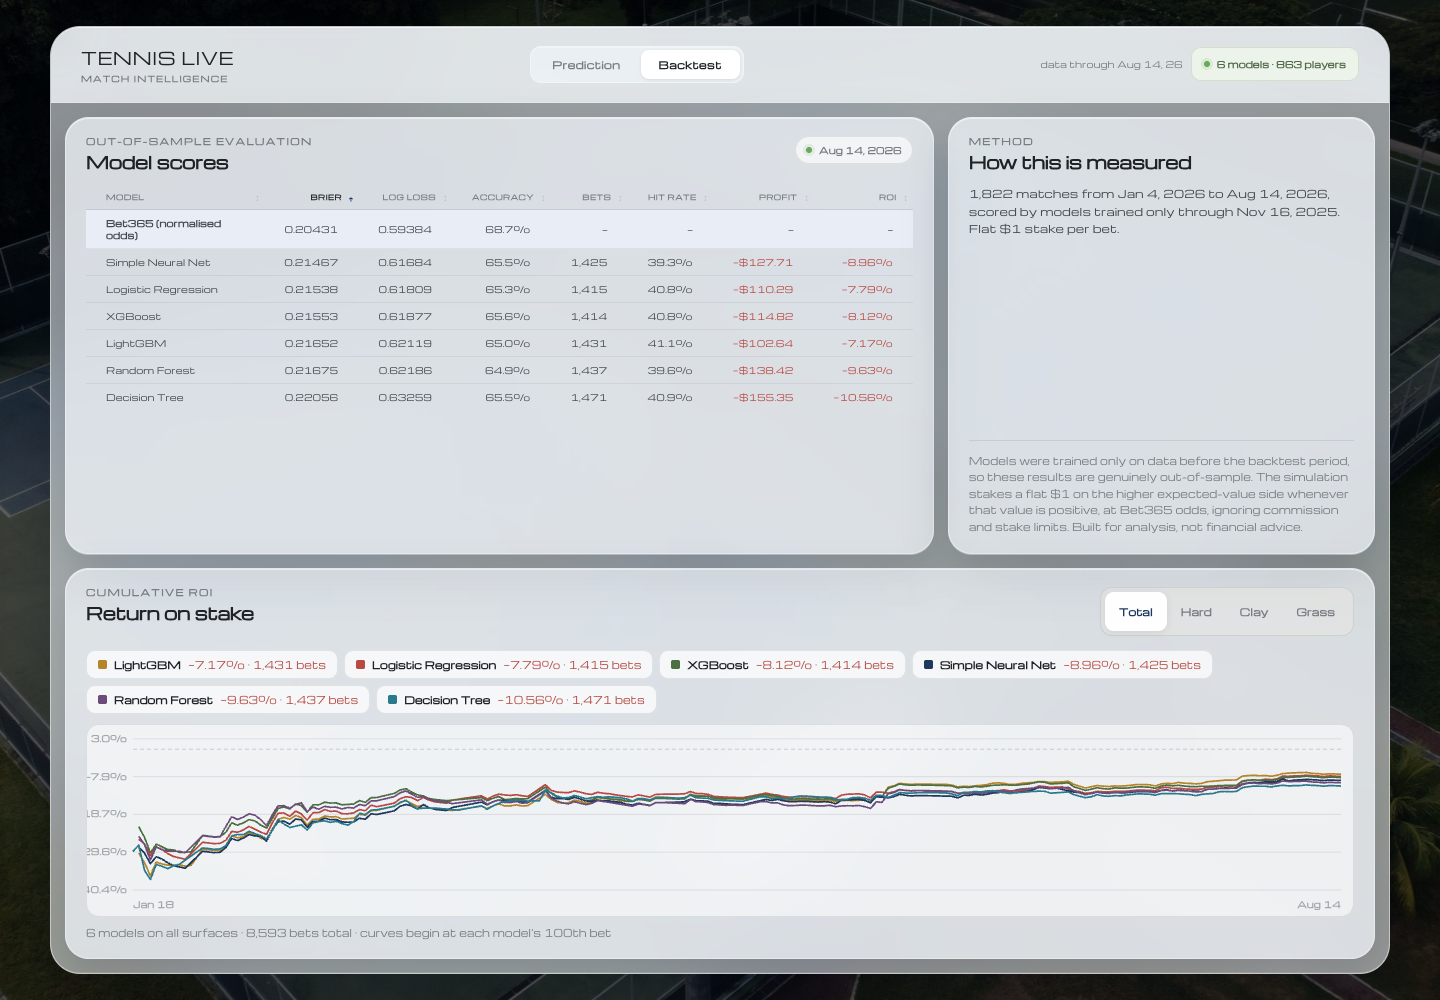 TENNIS LIVE
MATCH INTELLIGENCE
Prediction
Backtest
data through Aug 14, 26
6 models · 863 players
OUT-OF-SAMPLE EVALUATION
Model scores
Aug 14, 2026
MODEL BRIER LOG LOSS ACCURACY BETS HIT RATE PROFIT ROI
Bet365 (normalised odds) 0.20431 0.59384 68.7% – – – –
Simple Neural Net 0.21467 0.61684 65.5% 1,425 39.3% -$127.71 -8.96%
Logistic Regression 0.21538 0.61809 65.3% 1,415 40.8% -$110.29 -7.79%
XGBoost 0.21553 0.61877 65.6% 1,414 40.8% -$114.82 -8.12%
LightGBM 0.21652 0.62119 65.0% 1,431 41.1% -$102.64 -7.17%
Random Forest 0.21675 0.62186 64.9% 1,437 39.6% -$138.42 -9.63%
Decision Tree 0.22056 0.63259 65.5% 1,471 40.9% -$155.35 -10.56%
METHOD
How this is measured
1,822 matches from Jan 4, 2026 to Aug 14, 2026,
scored by models trained only through Nov 16, 2025.
Flat $1 stake per bet.
Models were trained only on data before the backtest period,
so these results are genuinely out-of-sample. The simulation
stakes a flat $1 on the higher expected-value side whenever
that value is positive, at Bet365 odds, ignoring commission
and stake limits. Built for analysis, not financial advice.
CUMULATIVE ROI
Return on stake
Total Hard Clay Grass
LightGBM -7.17% · 1,431 bets
Logistic Regression -7.79% · 1,415 bets
XGBoost -8.12% · 1,414 bets
Simple Neural Net -8.96% · 1,425 bets
Random Forest -9.63% · 1,437 bets
Decision Tree -10.56% · 1,471 bets
3.0%
-7.9%
18.7%
29.6%
40.4%
Jan 18
Aug 14
6 models on all surfaces · 8,593 bets total · curves begin at each model's 100th bet